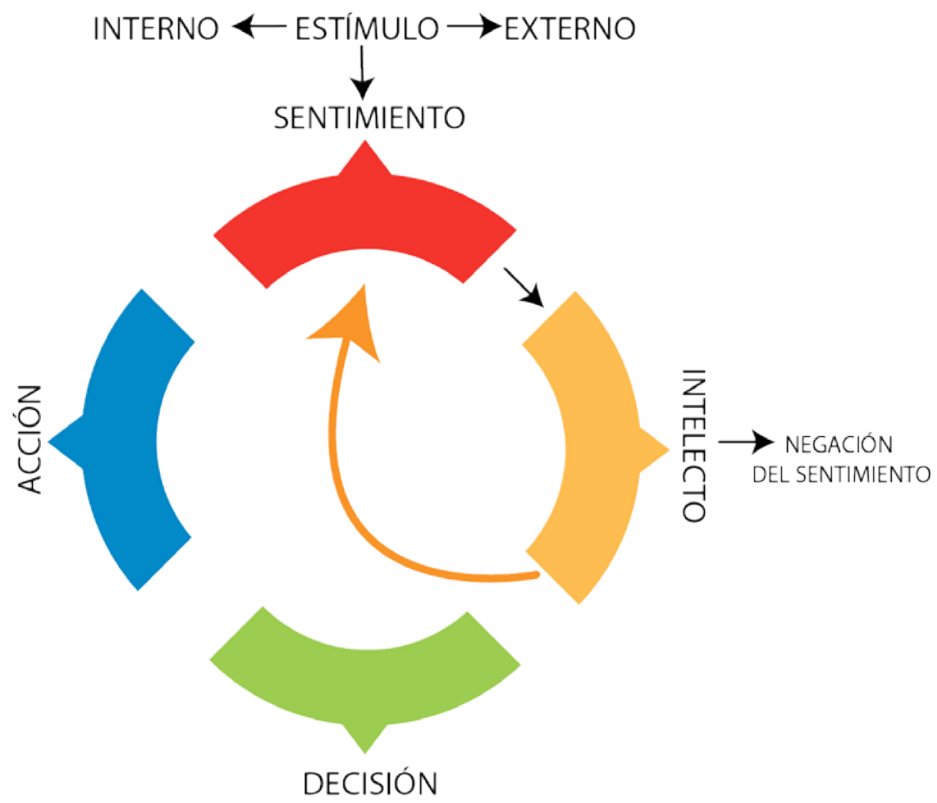 INTERNO ESTÍMULO EXTERNO
SENTIMIENTO
ACCIÓN
INTELECTO
NEGACIÓN
DEL SENTIMIENTO
DECISIÓN